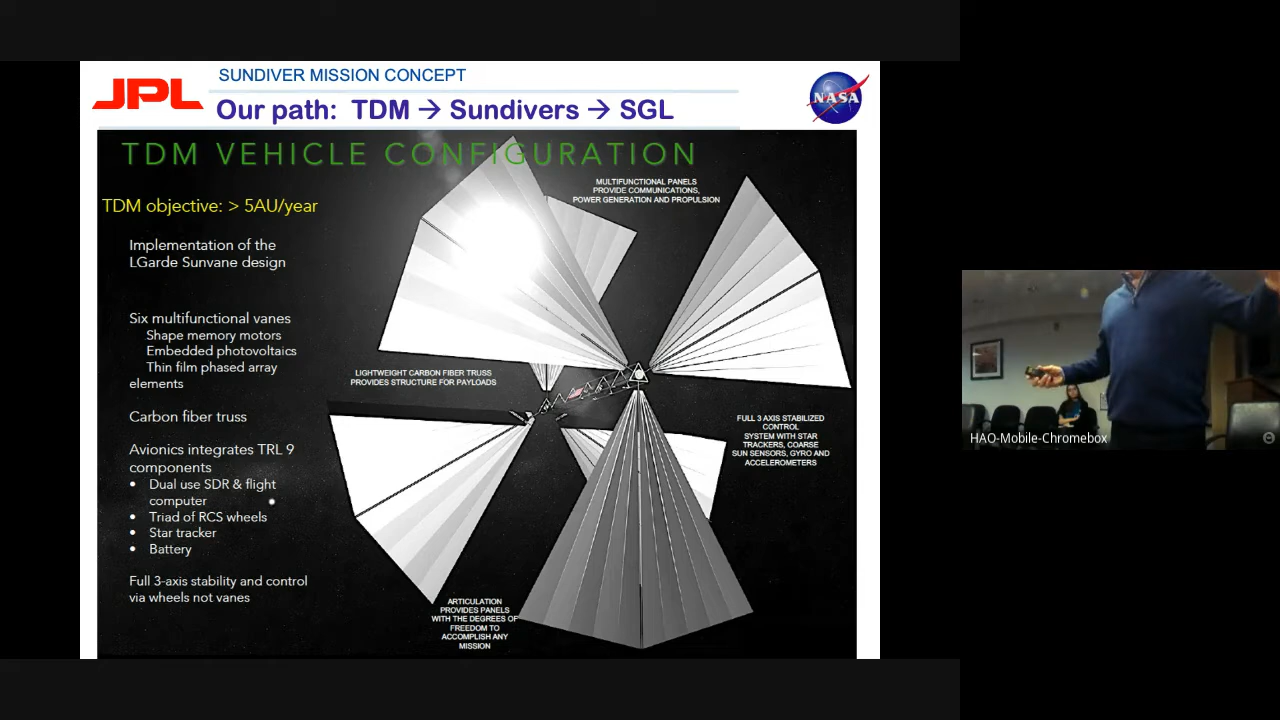 SUNDIVER MISSION CONCEPT
JPL
Our path: TDM → Sundivers → SGL
NASA
TDM VEHICLE CONFIGURATION
TDM objective: > 5AU/year
Implementation of the
LGarde Sunvane design
Six multifunctional vanes
Shape memory motors
Embedded photovoltaics
Thin film phased array
elements
Carbon fiber truss
Avionics integrates TRL 9
components
• Dual use SDR & flight
computer
• Triad of RCS wheels
• Star tracker
• Battery
Full 3-axis stability and control
via wheels not vanes
MULTIFUNCTIONAL PANELS
PROVIDE COMMUNICATIONS,
POWER GENERATION AND PROPULSION
LIGHTWEIGHT CARBON FIBER TRUSS
PROVIDES STRUCTURE FOR PAYLOADS
FULL 3 AXIS STABILIZED
CONTROL
SYSTEM WITH STAR
TRACKERS, COARSE
SUN SENSORS, GYRO AND
ACCELEROMETERS
ARTICULATION
PROVIDES PANELS
WITH THE DEGREES OF
FREEDOM TO
ACCOMPLISH ANY
MISSION
HAO-Mobile-Chromebox